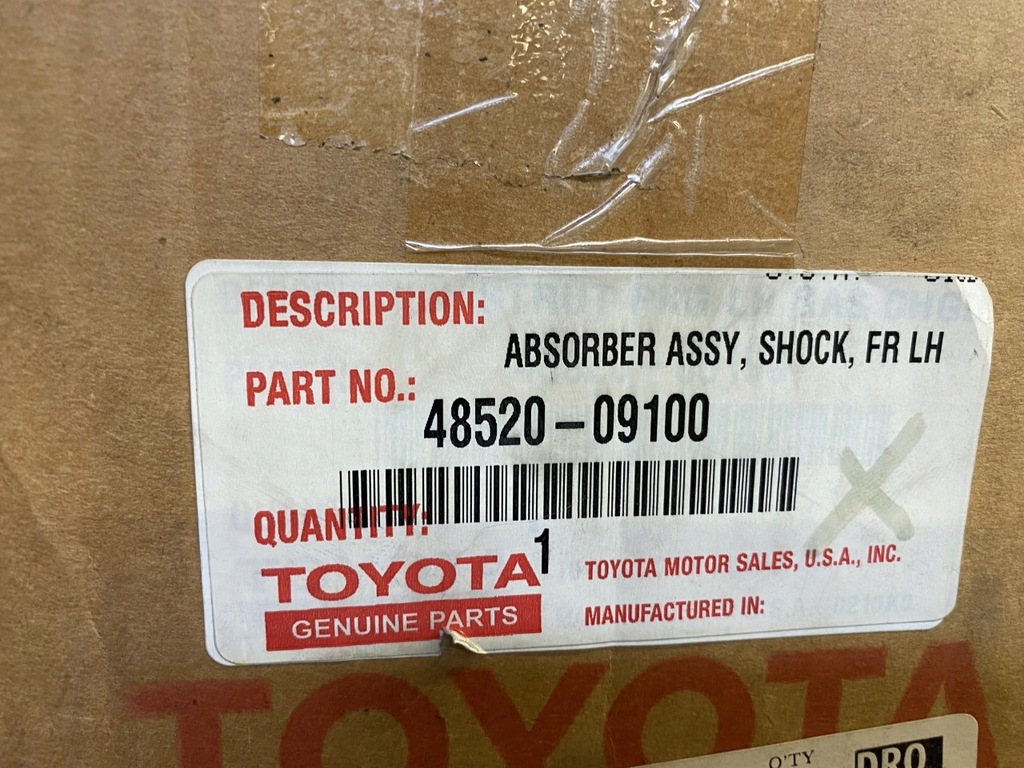 DESCRIPTION:
ABSORBER ASSY, SHOCK, FR LH
PART NO.:
48520-09100
QUANTITY:
1
TOYOTA
GENUINE PARTS
TOYOTA MOTOR SALES, U.S.A., INC.
MANUFACTURED IN:
TOYOTA
Q'TY
DRO